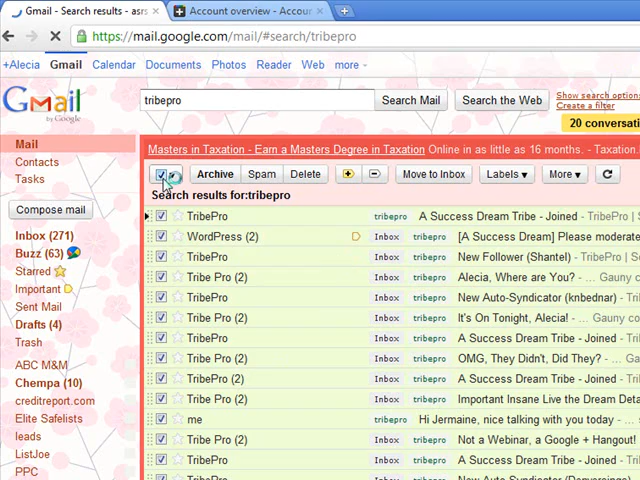 Gmail - Search results - asrs
Account overview - Accour
https://mail.google.com/mail/#search/tribepro
+Alecia Gmail Calendar Documents Photos Reader Web more
Gmail
by Google
tribepro
Search Mail
Search the Web
Show search options
Create a filter
20 conversati
Mail
Contacts
Tasks
Compose mail
Inbox (271)
Buzz (63)
Starred
Important
Sent Mail
Drafts (4)
Trash
ABC M&M
Chempa (10)
creditreport.com
Elite Safelists
leads
ListJoe
PPC
Masters in Taxation - Earn a Masters Degree in Taxation Online in as little as 16 months. - Taxation.
Archive Spam Delete Move to Inbox Labels More
Search results for:tribepro
TribePro tribepro A Success Dream Tribe - Joined - TribePro | S
WordPress (2) Inbox tribepro [A Success Dream] Please moderate
TribePro Inbox tribepro New Follower (Shantel) - TribePro | S
Tribe Pro (2) Inbox tribepro Alecia, Where are You? - ... Gauny co
TribePro Inbox tribepro New Auto-Syndicator (knbednar) -
Tribe Pro (2) Inbox tribepro It's On Tonight, Alecia! - ... Gauny co
TribePro Inbox tribepro A Success Dream Tribe - Joined -
Tribe Pro (2) Inbox tribepro OMG, They Didn't, Did They? -
TribePro (2) Inbox tribepro A Success Dream Tribe - Joined -
Tribe Pro (2) Inbox tribepro Important Insane Live the Dream Deta
me tribepro Hi Jermaine, nice talking with you today -
Tribe Pro (2) Inbox tribepro Not a Webinar, a Google + Hangout!
TribePro Inbox tribepro A Success Dream Tribe - Joined -
TribePro Inbox tribepro New Auto-Syndicator